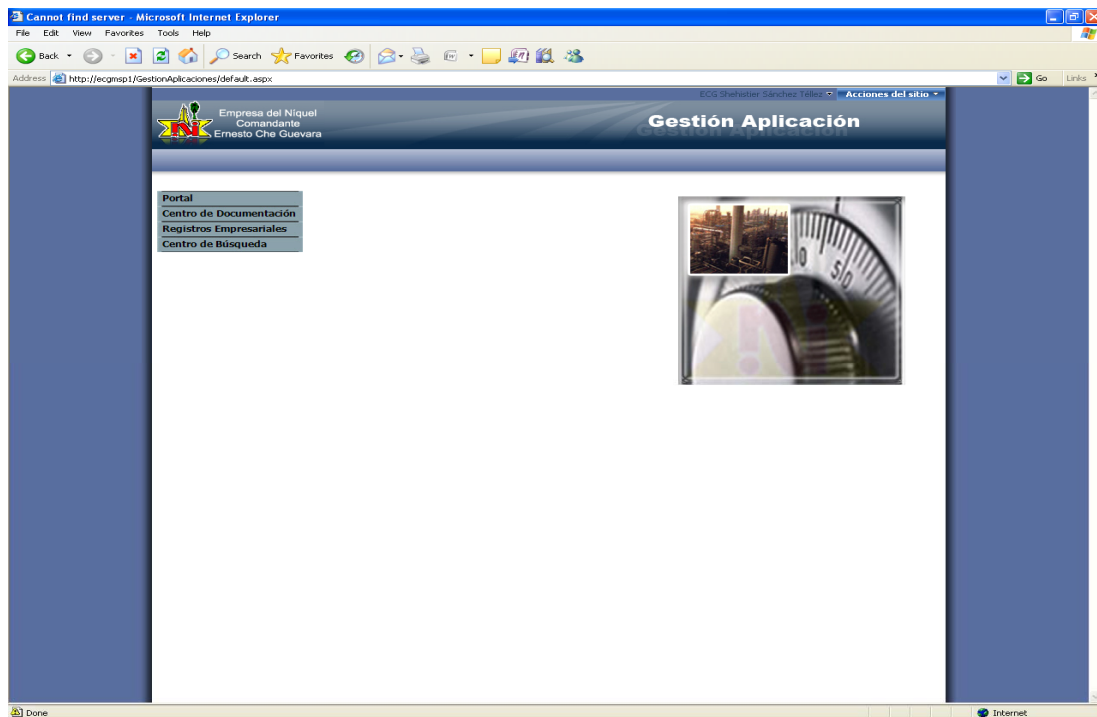 Cannot find server - Microsoft Internet Explorer
File Edit View Favorites Tools Help
Back Search Favorites
Address http://ecgmsp1/GestionAplicaciones/default.aspx Go Links
ECG Shehistier Sánchez Téllez Acciones del sitio
Empresa del Níquel
Comandante
Ernesto Che Guevara
Gestión Aplicación
Portal
Centro de Documentación
Registros Empresariales
Centro de Búsqueda
10
50
Done Internet